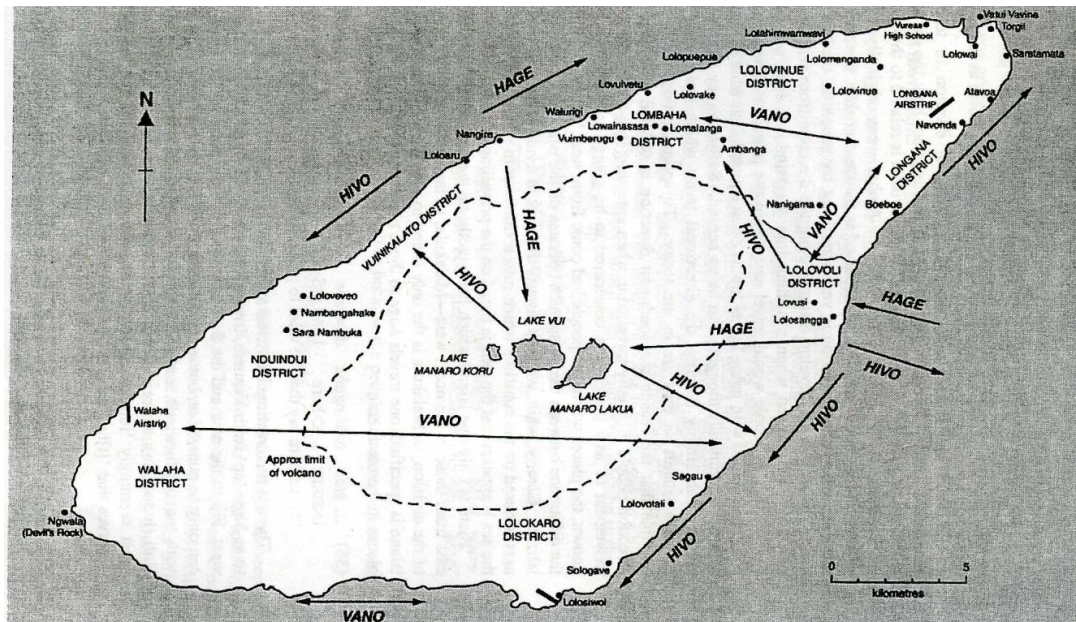 N
HAGE
HIVO
Vatui Vavine
Torgil
Vureas
High School
Lotahimwamwavi
Lolomanganda
Lolowai
Saratamata
Lolopuepue
LOLOVINUE
DISTRICT
Lolovinue
LONGANA
AIRSTRIP
Atavoa
Navonda
Lovulvetu
Lolovake
Walurigi
LOMBAHA
DISTRICT
Lowainasasa
Lomalanga
Vuimberugu
Ambanga
VANO
LONGANA
DISTRICT
HIVO
Nangire
Loloaru
VUINIKALATO DISTRICT
HAGE
HIVO
HIVO
Nanigama
VANO
Boeboe
LOLOVOLI
DISTRICT
Lovusi
Lolosangga
HAGE
HIVO
HAGE
HIVO
HIVO
Loloveveo
Nambangahake
Sara Nambuka
NDUINDUI
DISTRICT
LAKE VUI
LAKE
MANARO KORU
LAKE
MANARO LAKUA
VANO
Walaha
Airstrip
WALAHA
DISTRICT
Approx limit
of volcano
Ngwala
(Devil's Rock)
Sagau
Lolovotali
LOLOKARO
DISTRICT
HIVO
Sologave
Lolosiwoi
VANO
0 5
kilometres